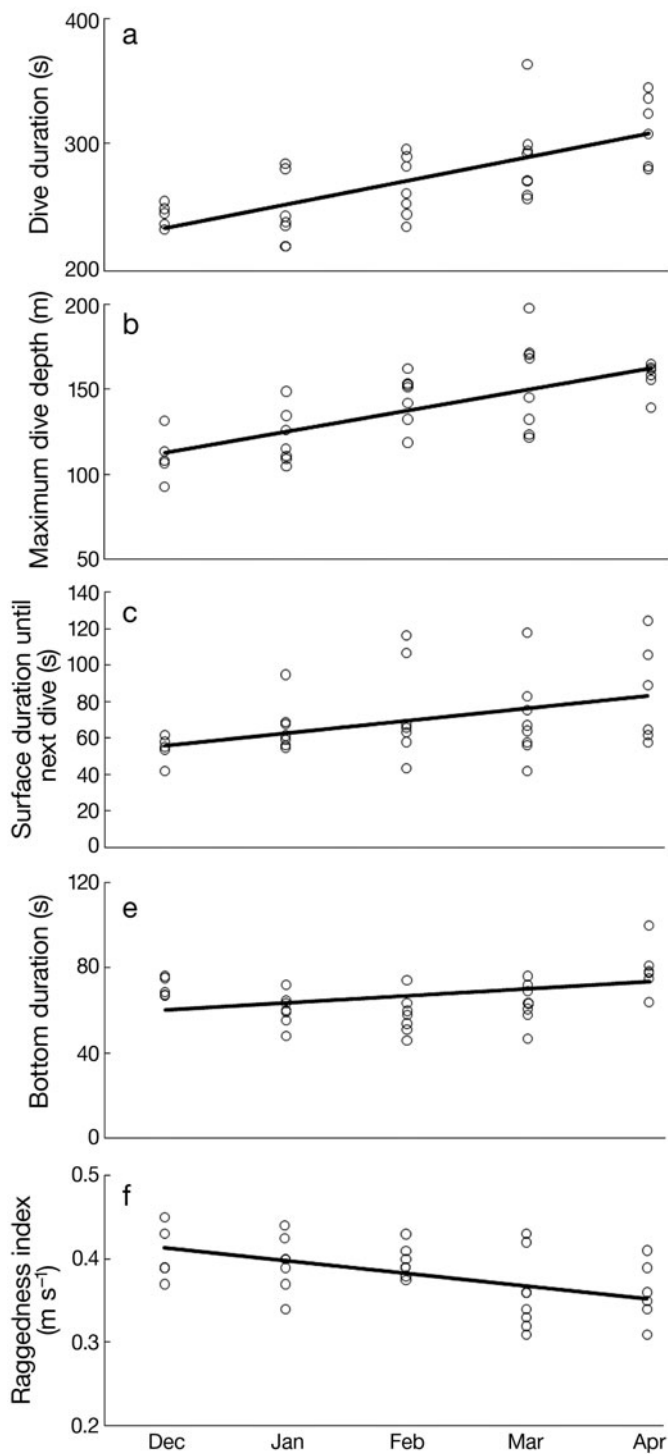 a
Dive duration (s)
400
300
200
b
Maximum dive depth (m)
200
150
100
50
c
Surface duration until
next dive (s)
140
120
100
80
60
40
20
0
e
Bottom duration (s)
120
80
40
0
f
Raggedness index
(m s⁻¹)
0.5
0.4
0.3
0.2
Dec Jan Feb Mar Apr